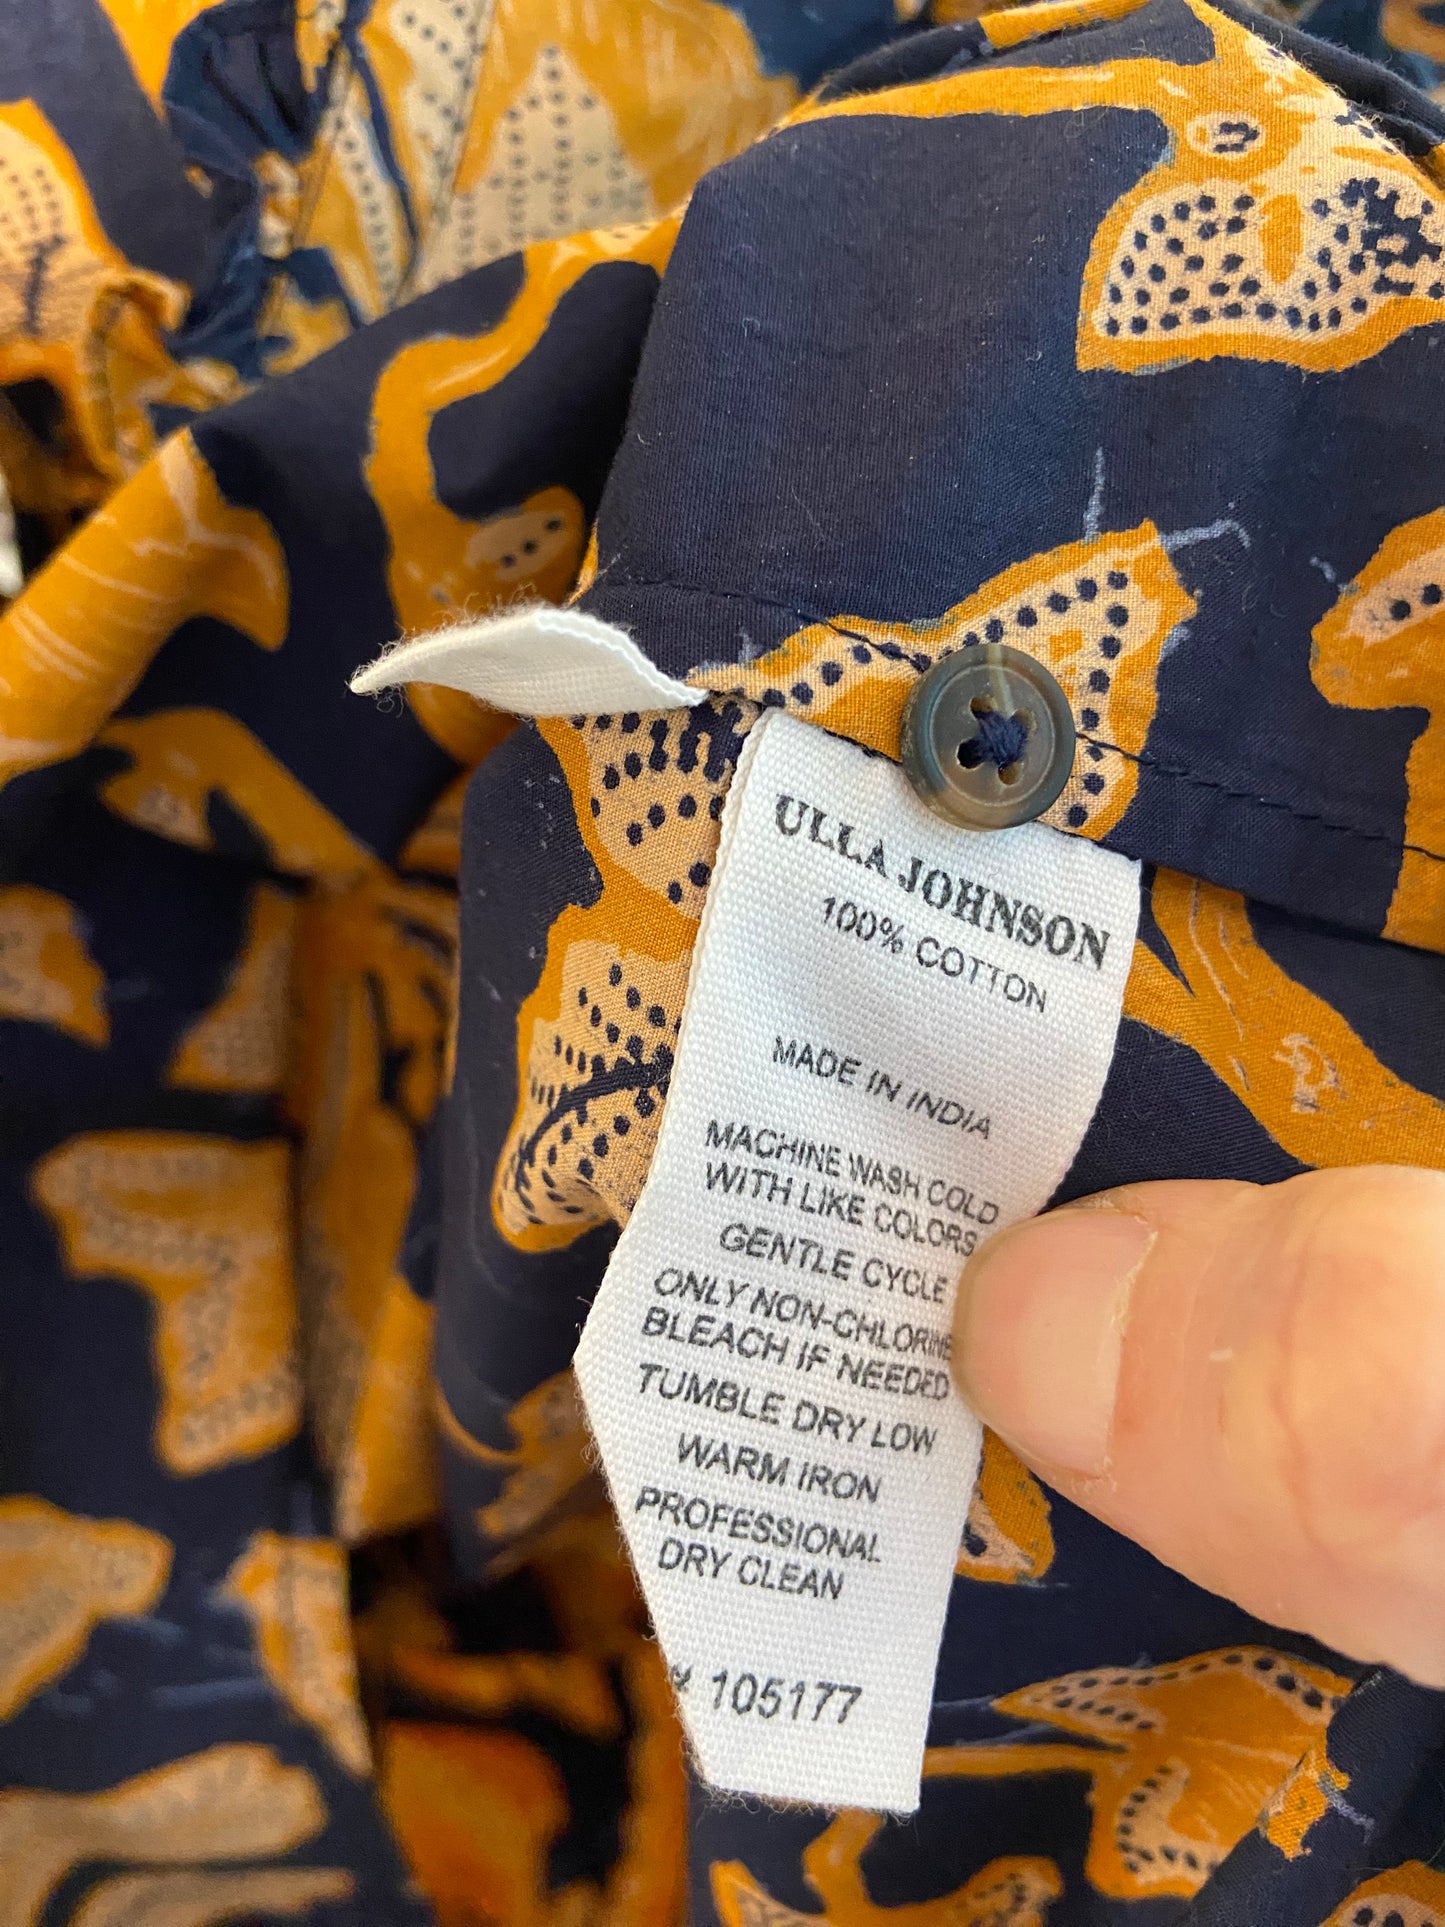 ULLA JOHNSON
100% COTTON
MADE IN INDIA
MACHINE WASH COLD
WITH LIKE COLORS
GENTLE CYCLE
ONLY NON-CHLORINE
BLEACH IF NEEDED
TUMBLE DRY LOW
WARM IRON
PROFESSIONAL
DRY CLEAN
# 105177